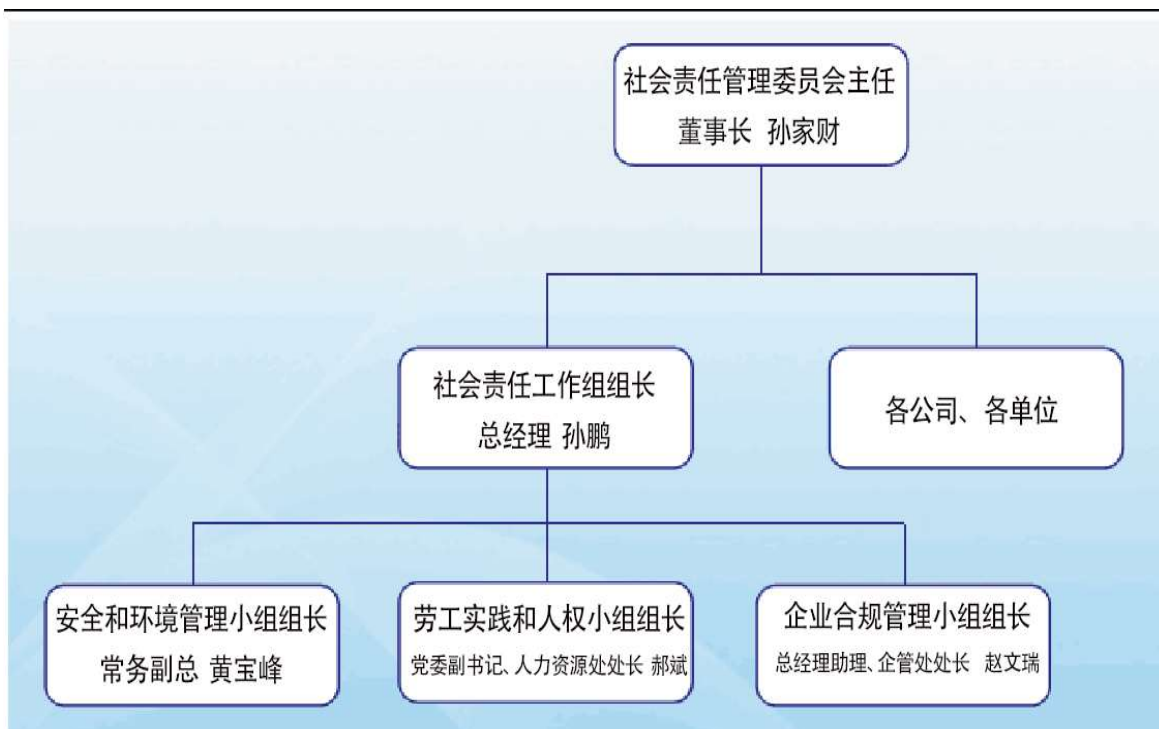 社会责任管理委员会主任
董事长 孙家财
社会责任工作组组长
总经理 孙鹏
各公司、各单位
安全和环境管理小组组长
常务副总 黄宝峰
劳工实践和人权小组组长
党委副书记、人力资源处处长 郝斌
企业合规管理小组组长
总经理助理、企管处处长 赵文瑞